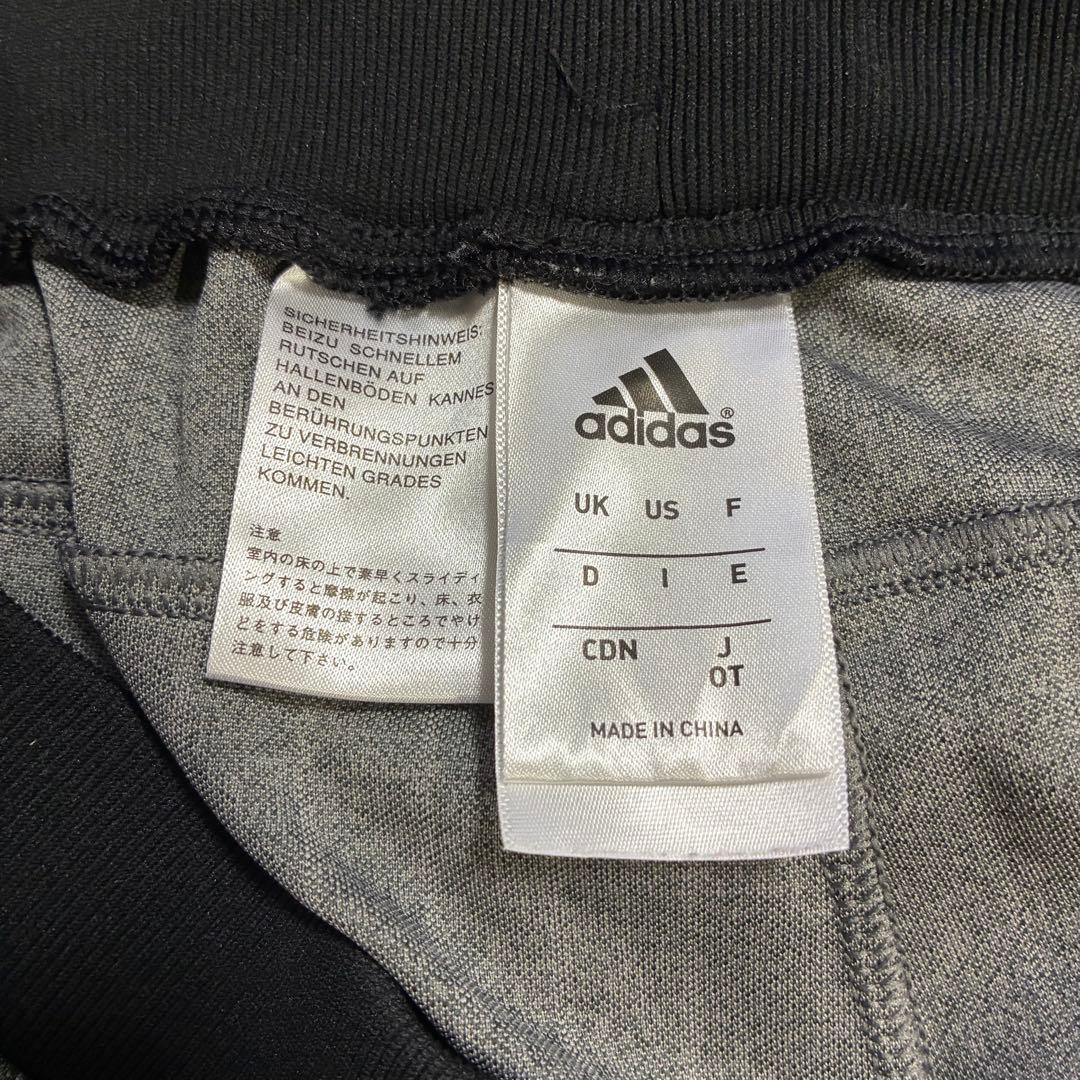 SICHERHEITSHINWEIS:
BEIZU SCHNELLEM
RUTSCHEN AUF
HALLENBÖDEN KANNES
AN DEN
BERÜHRUNGSPUNKTEN
ZU VERBRENNUNGEN
LEICHTEN GRADES
KOMMEN.
注意
室内の床の上で素早くスライディ
ングすると摩擦が起こり、床、衣
服及び皮膚の接するところでやけ
どをする危険がありますので十分
注意して下さい。
adidas®
UK US F
D I E
CDN J
OT
MADE IN CHINA